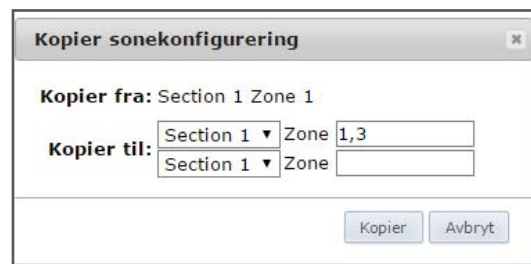 Kopier sonekonfigurering
Kopier fra: Section 1 Zone 1
Kopier til: Section 1 Zone 1,3
Section 1 Zone
Kopier Avbryt